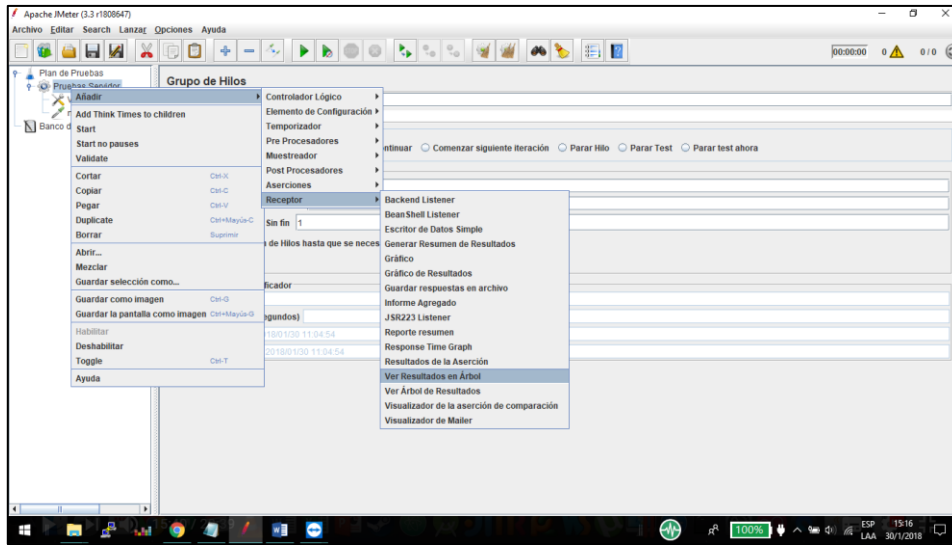 Apache JMeter (3.3 r1808647)
Archivo Editar Search Lanzar Opciones Ayuda
00:00:00 0 0 / 0
Plan de Pruebas
Pruebas Servidor
Banco d
Grupo de Hilos
Añadir
Add Think Times to children
Start
Start no pauses
Validate
Cortar Ctrl-X
Copiar Ctrl-C
Pegar Ctrl-V
Duplicate Ctrl+Mayús-C
Borrar Suprimir
Abrir...
Mezclar
Guardar selección como...
Guardar como imagen Ctrl-G
Guardar la pantalla como imagen Ctrl+Mayús-G
Habilitar
Deshabilitar
Toggle Ctrl-T
Ayuda
Controlador Lógico
Elemento de Configuración
Temporizador
Pre Procesadores
Muestreador
Post Procesadores
Aserciones
Receptor
ontinuar Comenzar siguiente iteración Parar Hilo Parar Test Parar test ahora
Sin fin 1
n de Hilos hasta que se neces
ficador
egundos)
18/01/30 11:04:54
2018/01/30 11:04:54
Backend Listener
BeanShell Listener
Escritor de Datos Simple
Generar Resumen de Resultados
Gráfico
Gráfico de Resultados
Guardar respuestas en archivo
Informe Agregado
JSR223 Listener
Reporte resumen
Response Time Graph
Resultados de la Aserción
Ver Resultados en Árbol
Ver Árbol de Resultados
Visualizador de la aserción de comparación
Visualizador de Mailer
100% ESP 15:16
LAA 30/1/2018